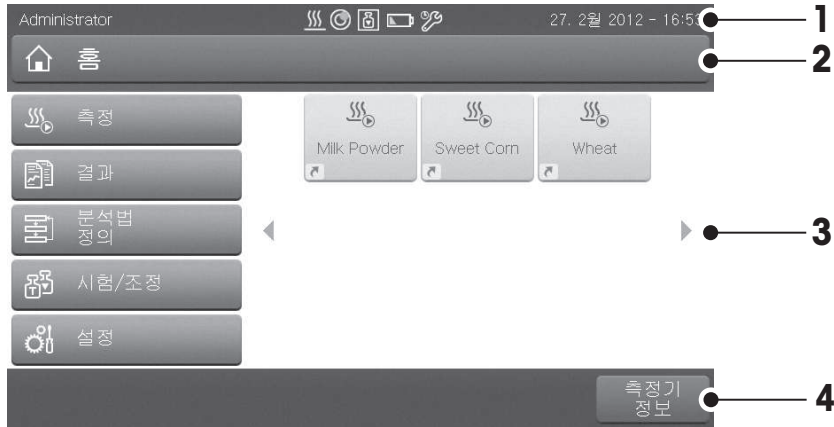 Administrator 27. 2월 2012 - 16:53 1
홈 2
측정
결과
분석법
정의
시험/조정
설정
Milk Powder Sweet Corn Wheat
3
측정기
정보
4